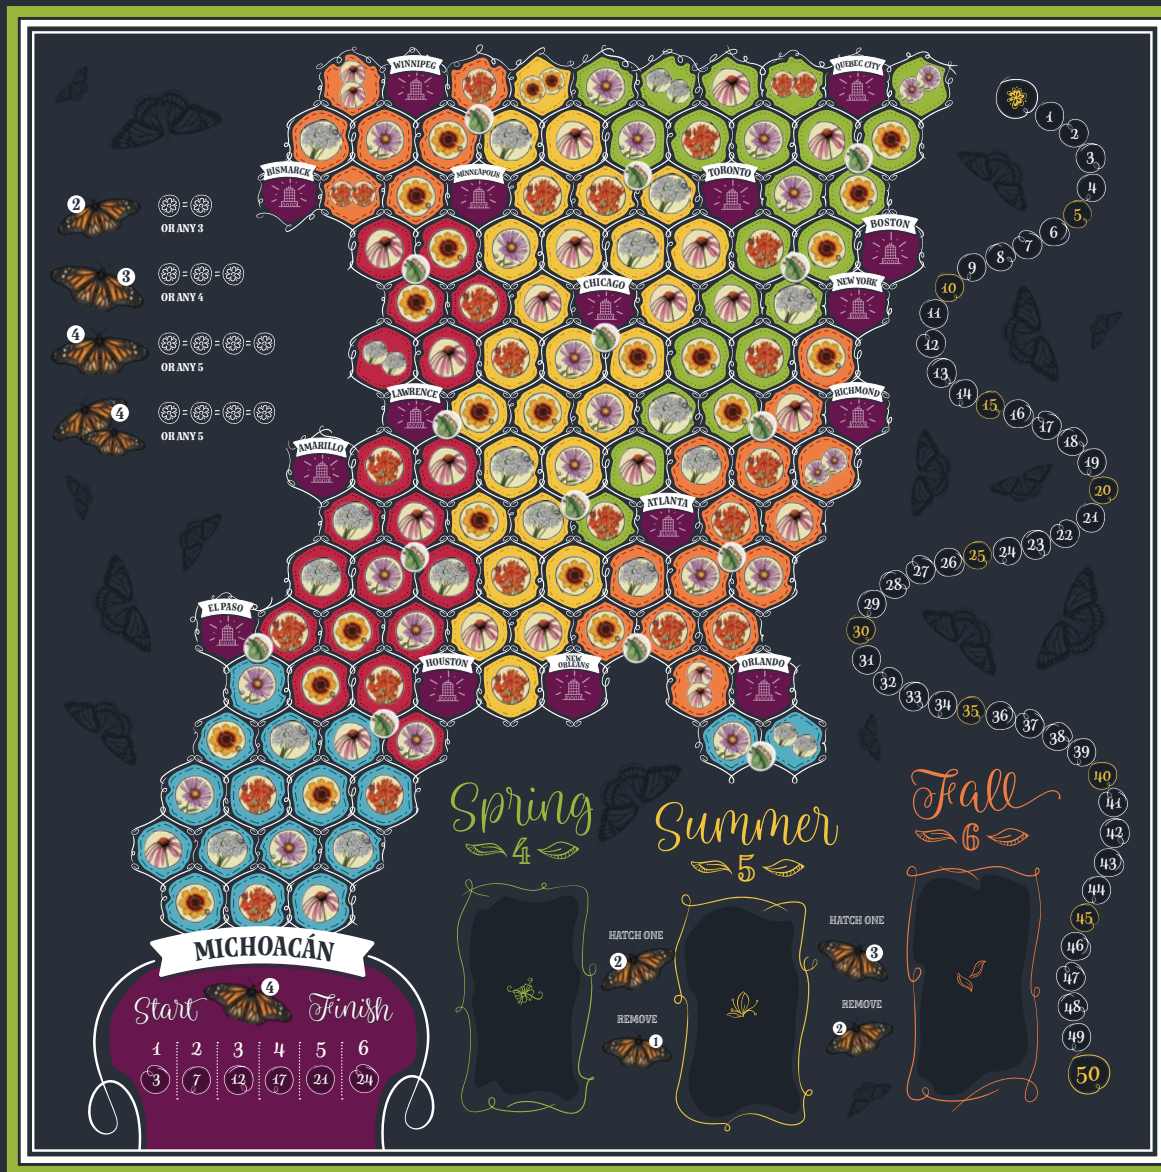 WINNIPEG
QUEBEC CITY
BISMARCK
MINNEAPOLIS
TORONTO
BOSTON
CHICAGO
NEW YORK
LAWRENCE
RICHMOND
AMARILLO
ATLANTA
EL PASO
HOUSTON
NEW
ORLEANS
ORLANDO
2
OR ANY 3
3
OR ANY 4
4
OR ANY 5
4
OR ANY 5
1
2
3
4
5
6
7
8
9
10
11
12
13
14
15
16
17
18
19
20
21
22
23
24
25
26
27
28
29
30
31
32
33
34
35
36
37
38
39
40
41
42
43
44
45
46
47
48
49
50
MICHOACÁN
4
Start Finish
1 2 3 4 5 6
3 7 12 17 21 24
Spring
4
HATCH ONE
2
REMOVE
1
Summer
5
HATCH ONE
3
REMOVE
2
Fall
6